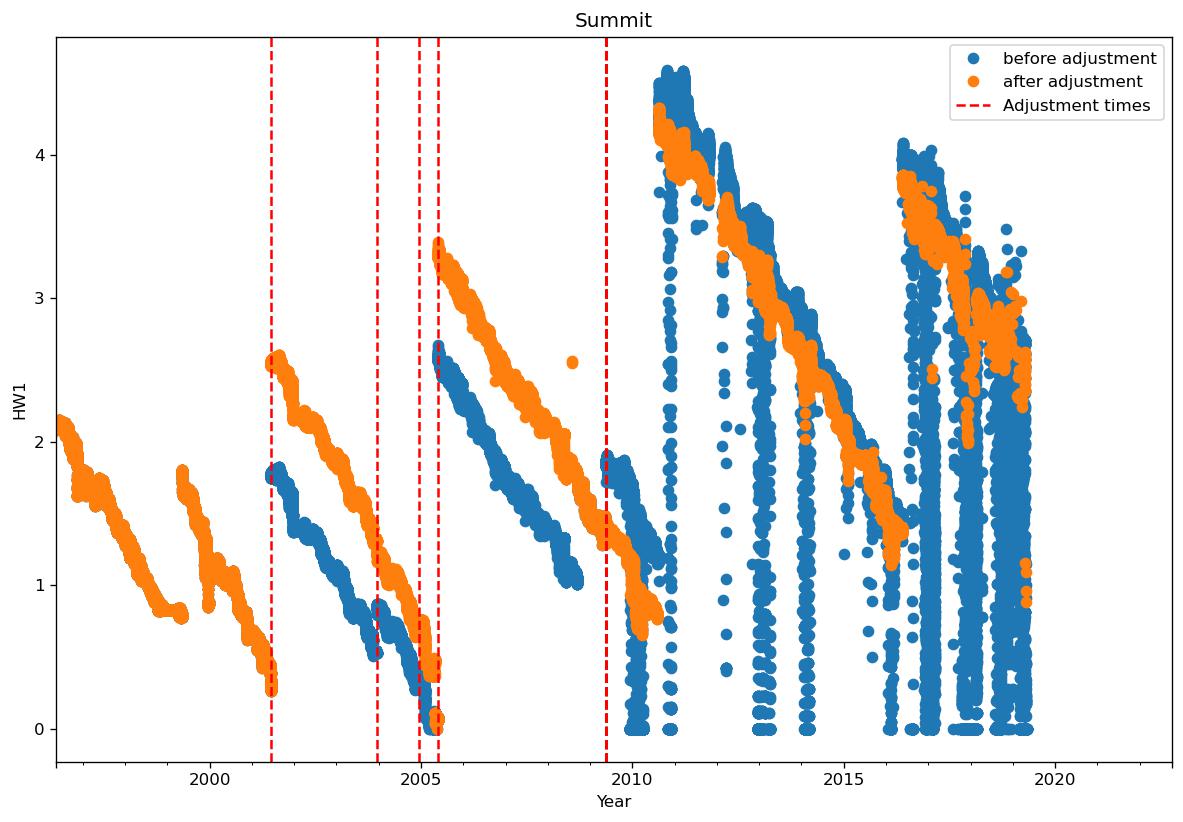 Summit
before adjustment
after adjustment
Adjustment times
HW1
4
3
2
1
0
2000 2005 2010 2015 2020
Year